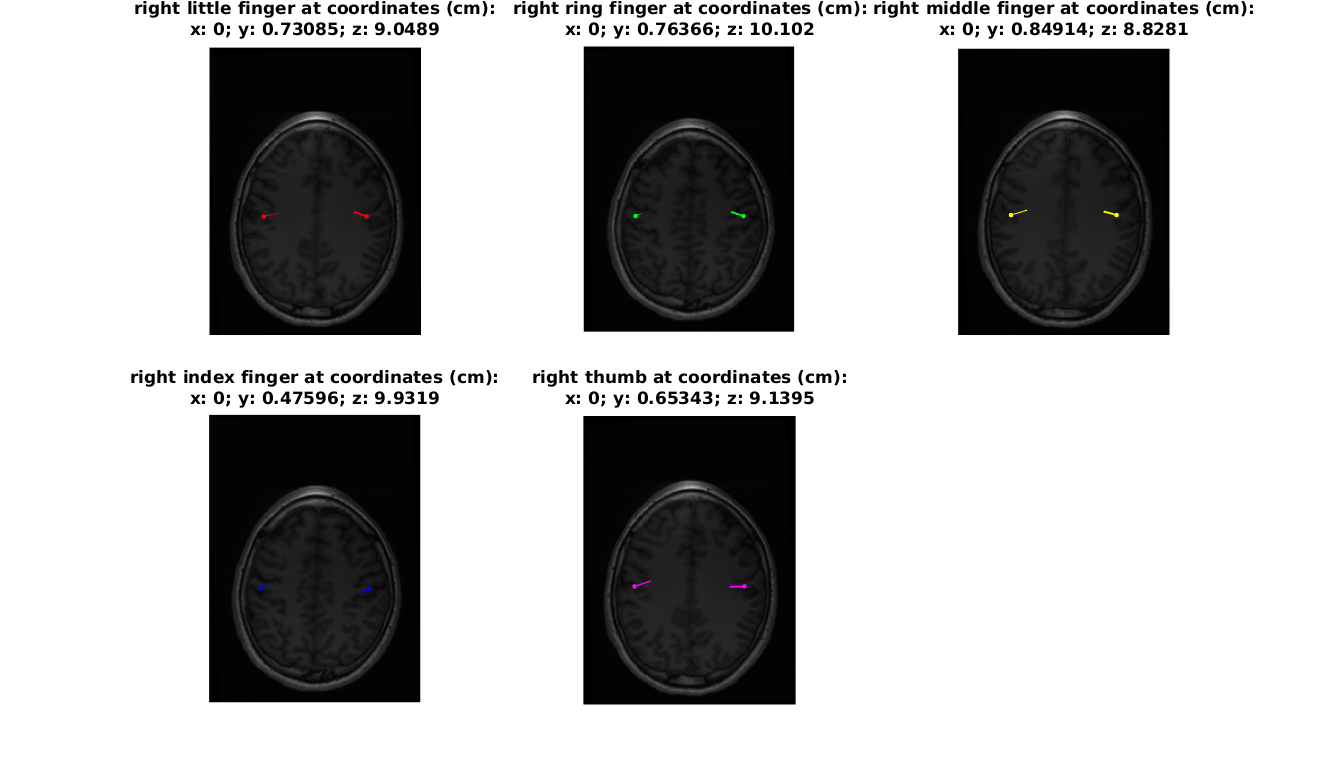 right little finger at coordinates (cm):
x: 0; y: 0.73085; z: 9.0489
right ring finger at coordinates (cm):
x: 0; y: 0.76366; z: 10.102
right middle finger at coordinates (cm):
x: 0; y: 0.84914; z: 8.8281
right index finger at coordinates (cm):
x: 0; y: 0.47596; z: 9.9319
right thumb at coordinates (cm):
x: 0; y: 0.65343; z: 9.1395